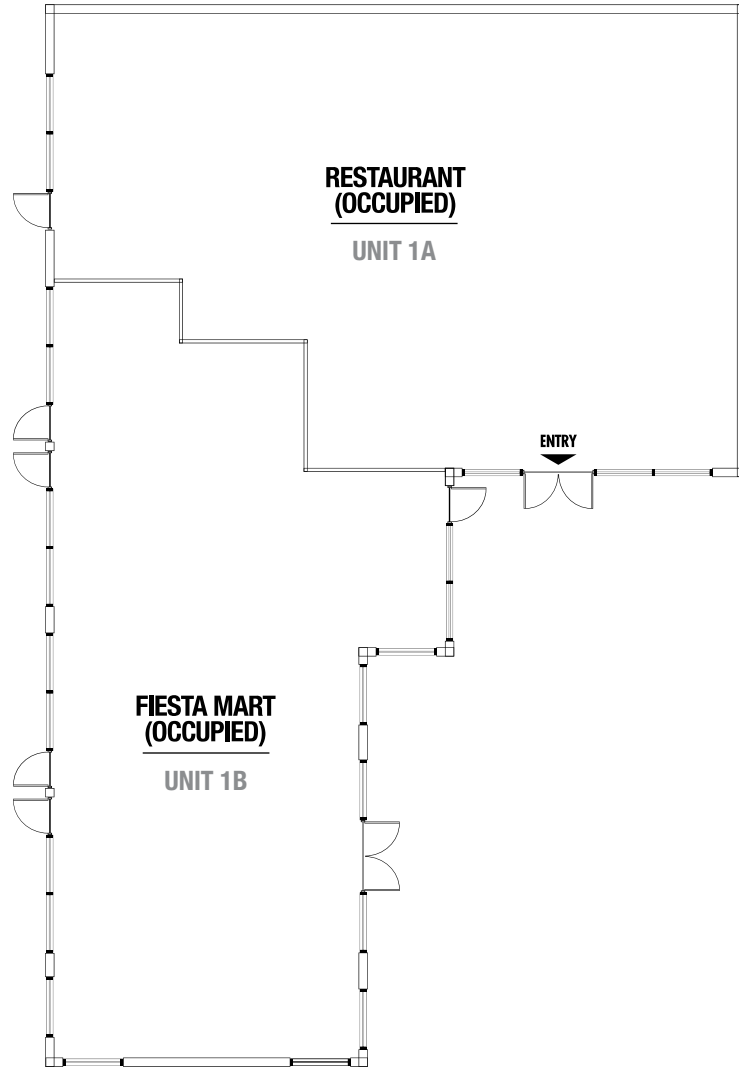 RESTAURANT
(OCCUPIED)
UNIT 1A
ENTRY
FIESTA MART
(OCCUPIED)
UNIT 1B